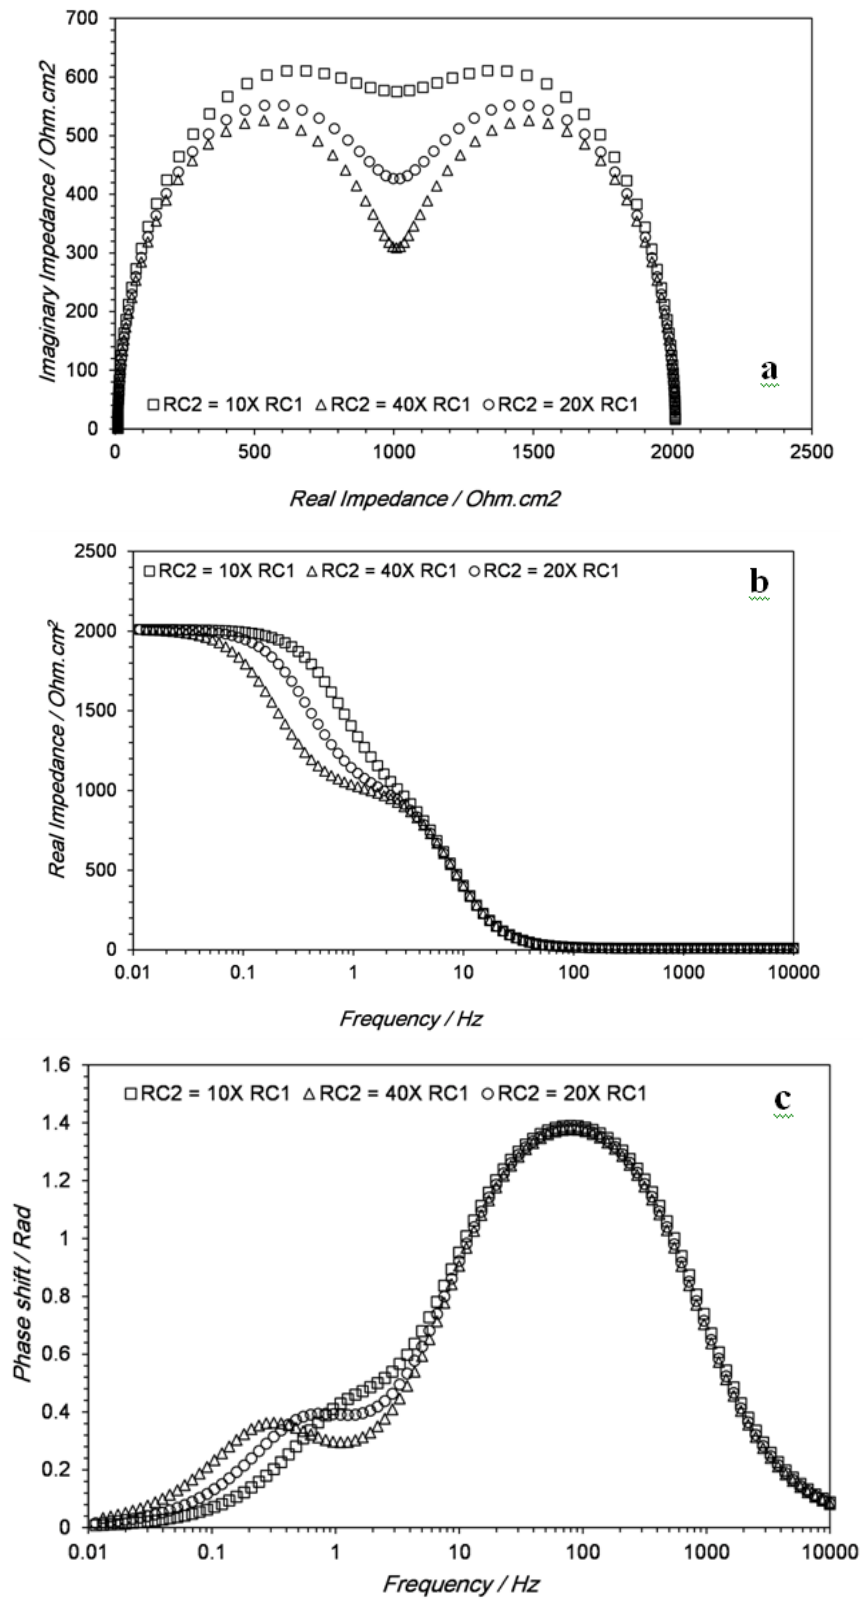 700
600
500
400
300
200
100
0
Imaginary Impedance / Ohm.cm2
a
RC2 = 10X RC1 RC2 = 40X RC1 RC2 = 20X RC1
0 500 1000 1500 2000 2500
Real Impedance / Ohm.cm2
2500
2000
1500
1000
500
0
Real Impedance / Ohm.cm²
RC2 = 10X RC1 RC2 = 40X RC1 RC2 = 20X RC1
b
0.01 0.1 1 10 100 1000 10000
Frequency / Hz
1.6
1.4
1.2
1
0.8
0.6
0.4
0.2
0
Phase shift / Rad
RC2 = 10X RC1 RC2 = 40X RC1 RC2 = 20X RC1
c
0.01 0.1 1 10 100 1000 10000
Frequency / Hz